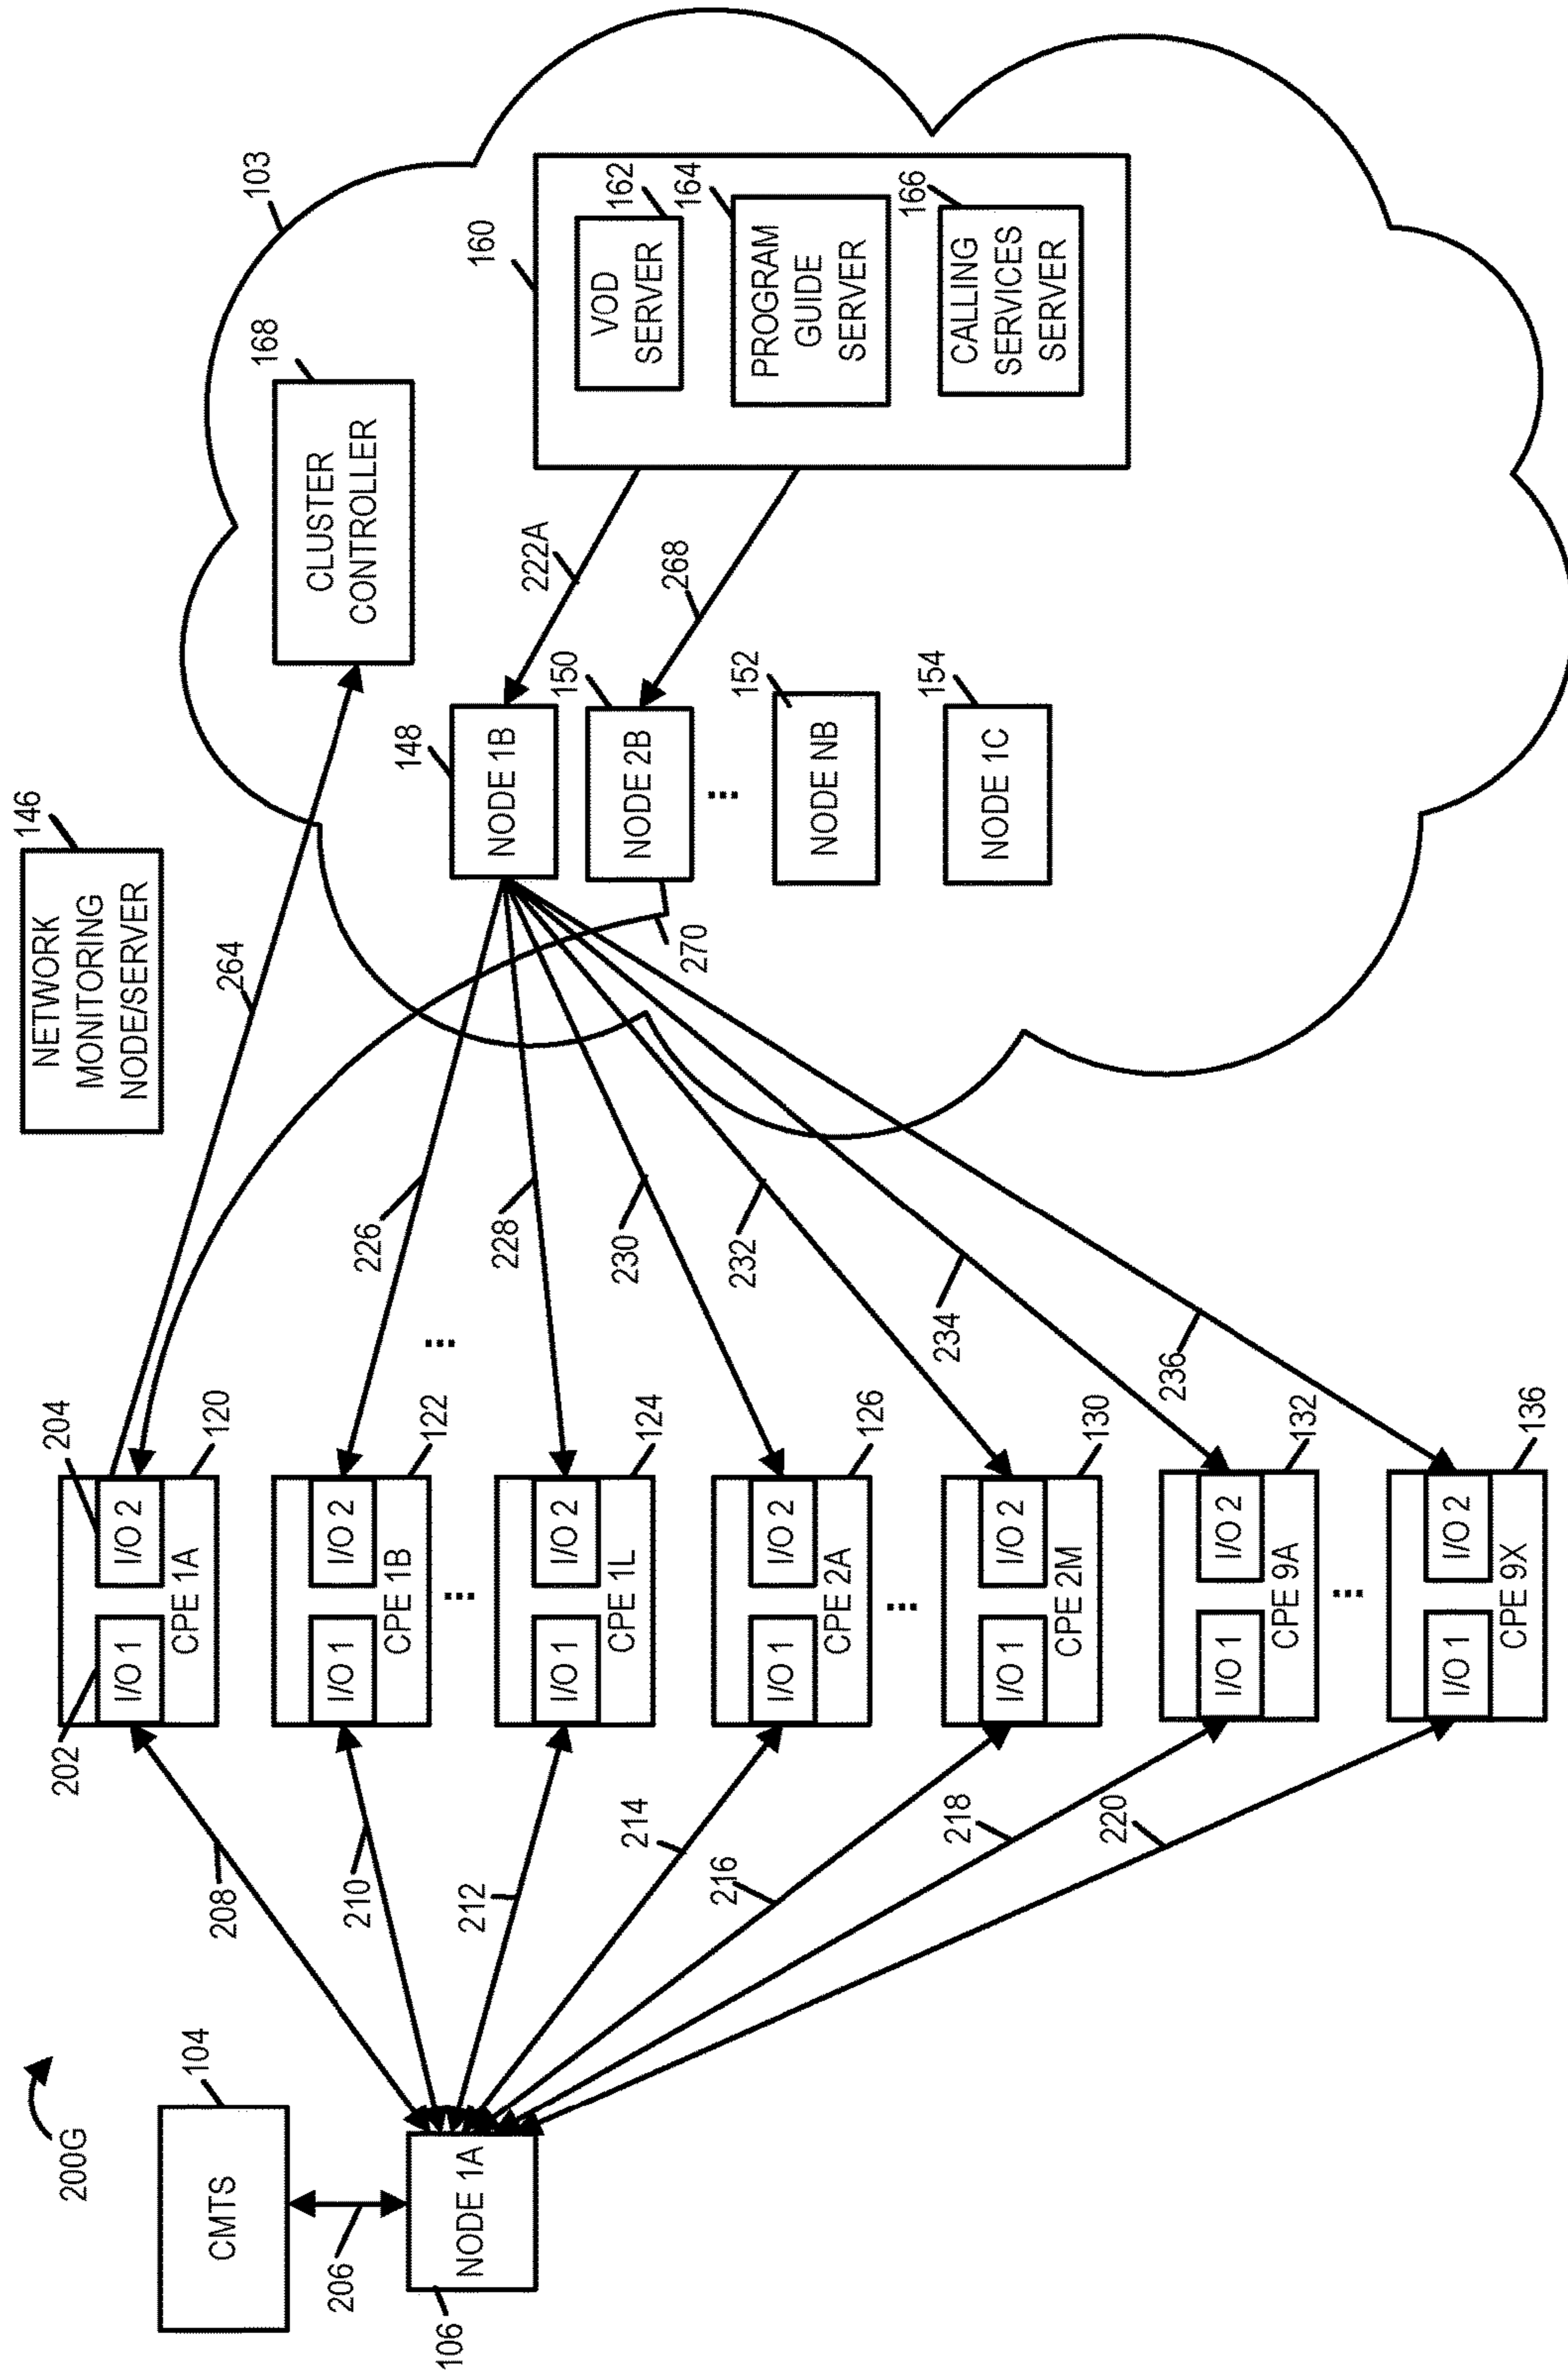 200G
CMTS
104
206
NODE 1A
106
208
210
212
214
216
218
220
202
204
I/O 1
I/O 2
CPE 1A
120
I/O 1
I/O 2
CPE 1B
122
...
I/O 1
I/O 2
CPE 1L
124
I/O 1
I/O 2
CPE 2A
126
...
I/O 1
I/O 2
CPE 2M
130
I/O 1
I/O 2
CPE 9A
132
...
I/O 1
I/O 2
CPE 9X
136
226
...
228
230
232
234
236
264
270
NETWORK
MONITORING
NODE/SERVER
146
103
CLUSTER
CONTROLLER
168
NODE 1B
148
NODE 2B
150
...
NODE NB
152
NODE 1C
154
222A
268
160
VOD
SERVER
162
PROGRAM
GUIDE
SERVER
164
CALLING
SERVICES
SERVER
166